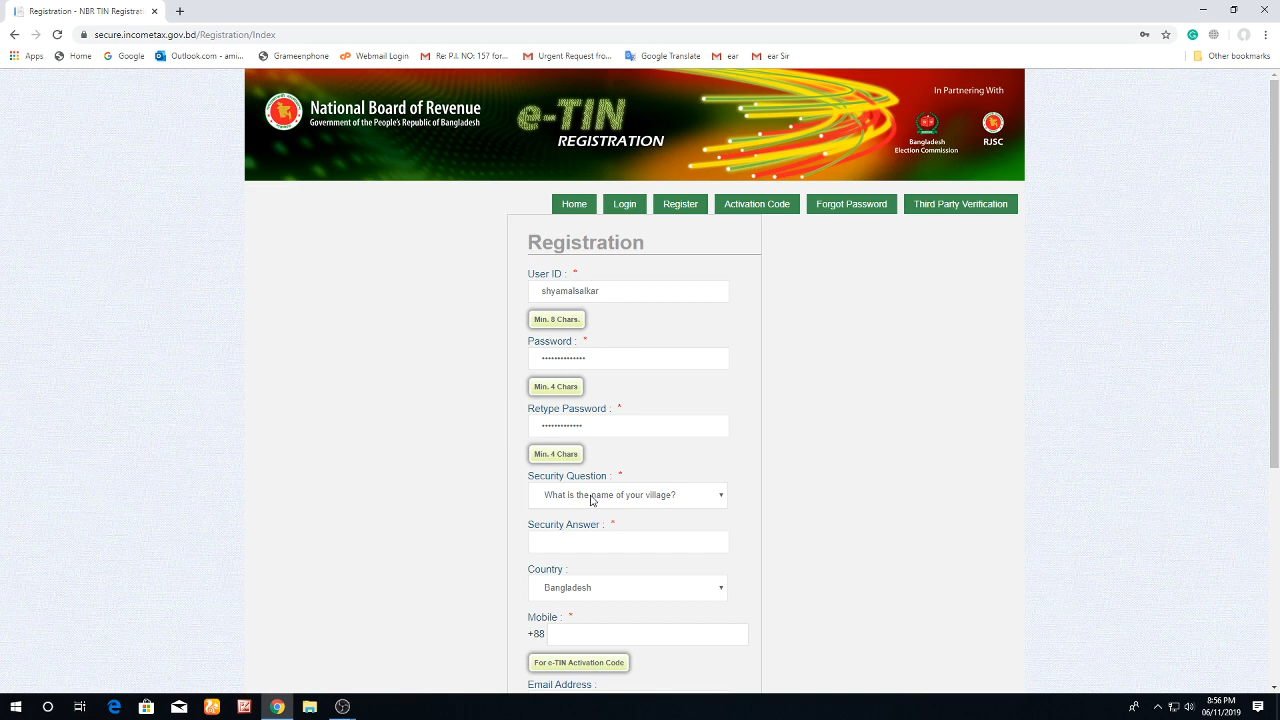 Registration - NBR Registration
secure.incometax.gov.bd/Registration/Index
Apps
Home
Google
Outlook.com - ami...
Grameenphone
Webmail Login
Re: P.I. NO: 157 for...
Urgent Request fro...
Google Translate
ear
ear Sir
Other bookmarks
National Board of Revenue
Government of the People's Republic of Bangladesh
e-TIN
REGISTRATION
In Partnering With
Bangladesh
Election Commission
RJSC
Home
Login
Register
Activation Code
Forgot Password
Third Party Verification
Registration
User ID : *
shyamalsalkar
Min. 8 Chars.
Password : *
••••••••••••••
Min. 4 Chars
Retype Password : *
•••••••••••••
Min. 4 Chars
Security Question : *
What is the name of your village?
Security Answer : *
Country :
Bangladesh
Mobile : *
+88
For e-TIN Activation Code
Email Address :
8:56 PM
06/11/2019